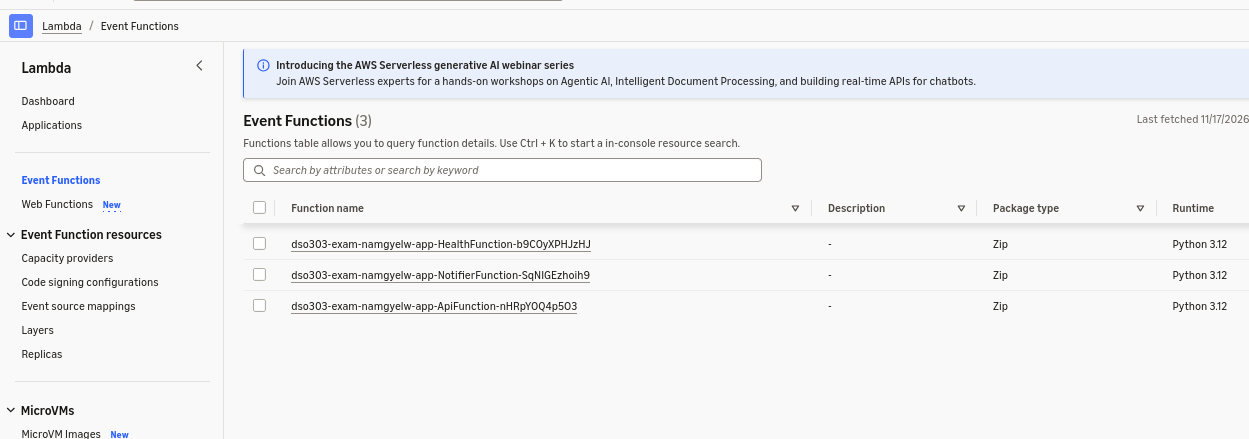 Lambda / Event Functions
Lambda
Dashboard
Applications
Event Functions
Web Functions New
Event Function resources
Capacity providers
Code signing configurations
Event source mappings
Layers
Replicas
MicroVMs
MicroVM Images New
Introducing the AWS Serverless generative AI webinar series
Join AWS Serverless experts for a hands-on workshops on Agentic AI, Intelligent Document Processing, and building real-time APIs for chatbots.
Event Functions (3)
Last fetched 11/17/2026
Functions table allows you to query function details. Use Ctrl + K to start a in-console resource search.
Search by attributes or search by keyword
Function name Description Package type Runtime
dso303-exam-namgyelw-app-HealthFunction-b9C0yXPHJzHJ - Zip Python 3.12
dso303-exam-namgyelw-app-NotifierFunction-SqNIGEzhoih9 - Zip Python 3.12
dso303-exam-namgyelw-app-ApiFunction-nHRpY0Q4p5O3 - Zip Python 3.12